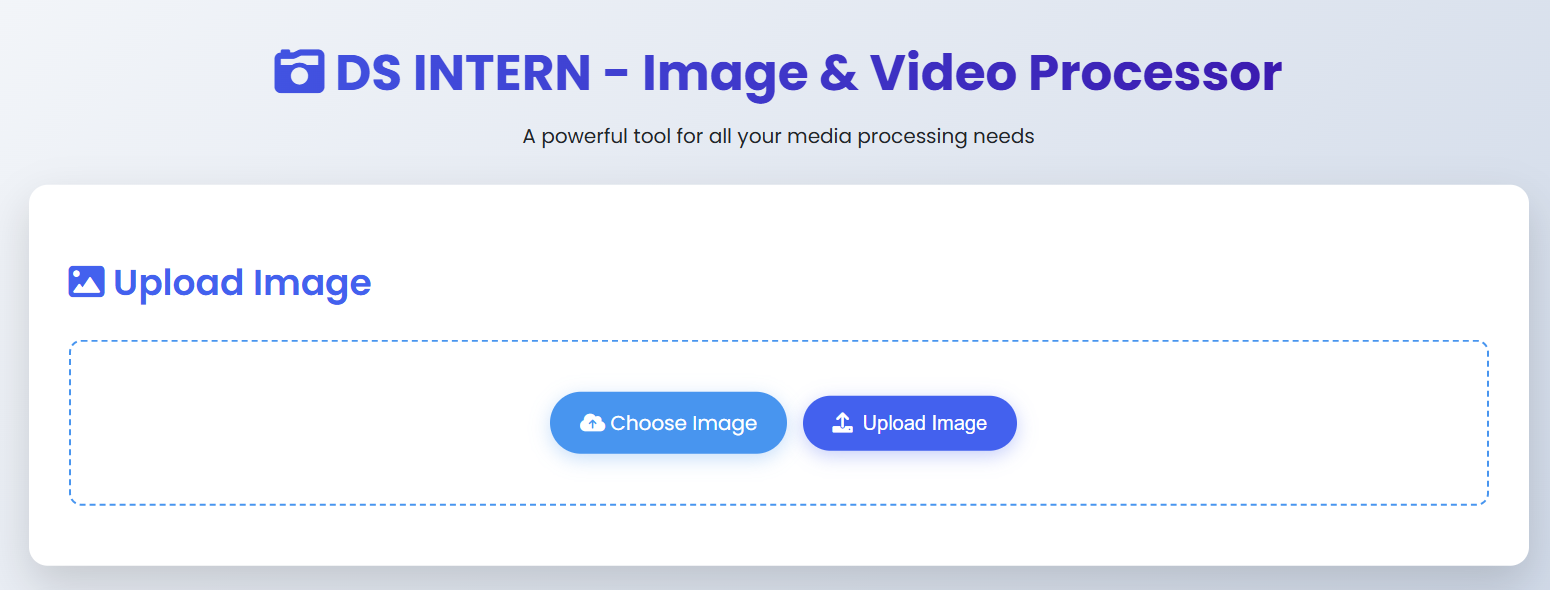 DS INTERN - Image & Video Processor
A powerful tool for all your media processing needs
Upload Image
Choose Image
Upload Image